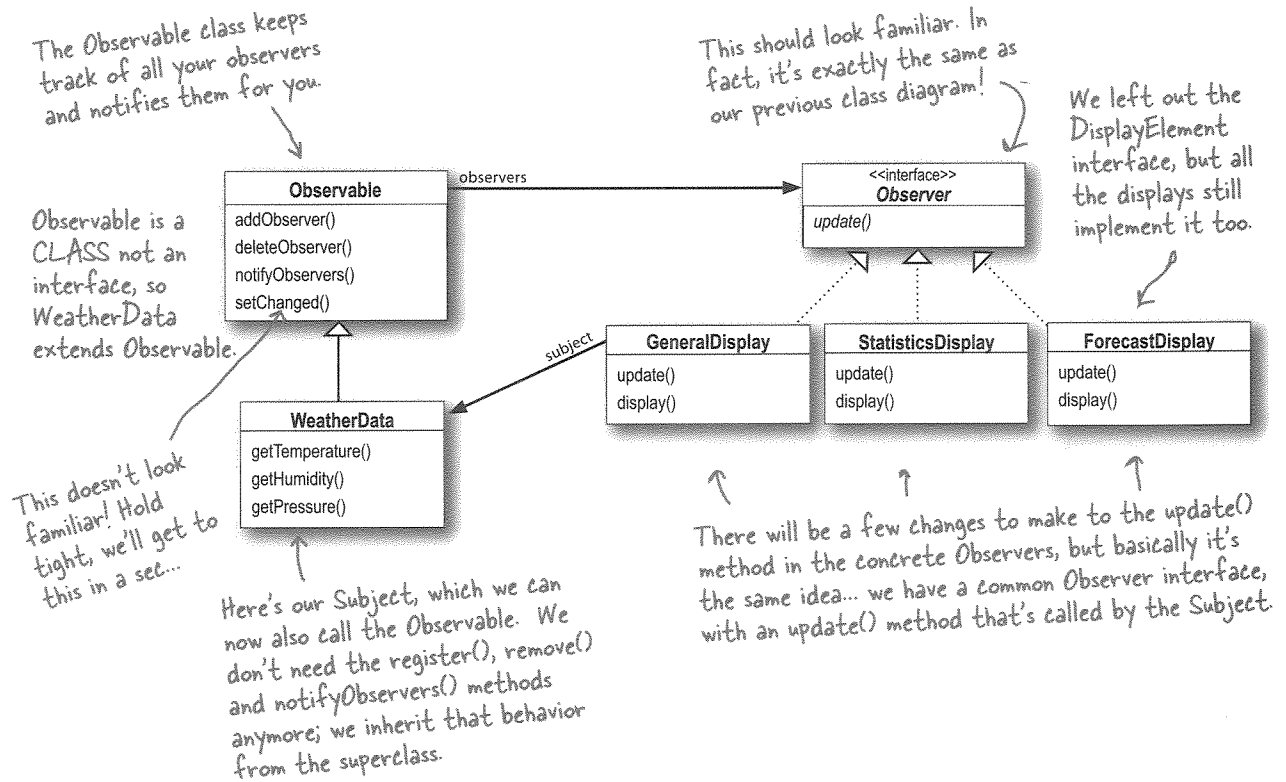 The Observable class keeps
track of all your observers
and notifies them for you.
This should look familiar. In
fact, it's exactly the same as
our previous class diagram!
We left out the
DisplayElement
interface, but all
the displays still
implement it too.
Observable is a
CLASS not an
interface, so
WeatherData
extends Observable.
Observable
addObserver()
deleteObserver()
notifyObservers()
setChanged()
observers
<<interface>>
Observer
update()
subject
GeneralDisplay
update()
display()
StatisticsDisplay
update()
display()
ForecastDisplay
update()
display()
WeatherData
getTemperature()
getHumidity()
getPressure()
This doesn't look
familiar! Hold
tight, we'll get to
this in a sec...
Here's our Subject, which we can
now also call the Observable. We
don't need the register(), remove()
and notifyObservers() methods
anymore; we inherit that behavior
from the superclass.
There will be a few changes to make to the update()
method in the concrete Observers, but basically it's
the same idea... we have a common Observer interface,
with an update() method that's called by the Subject.